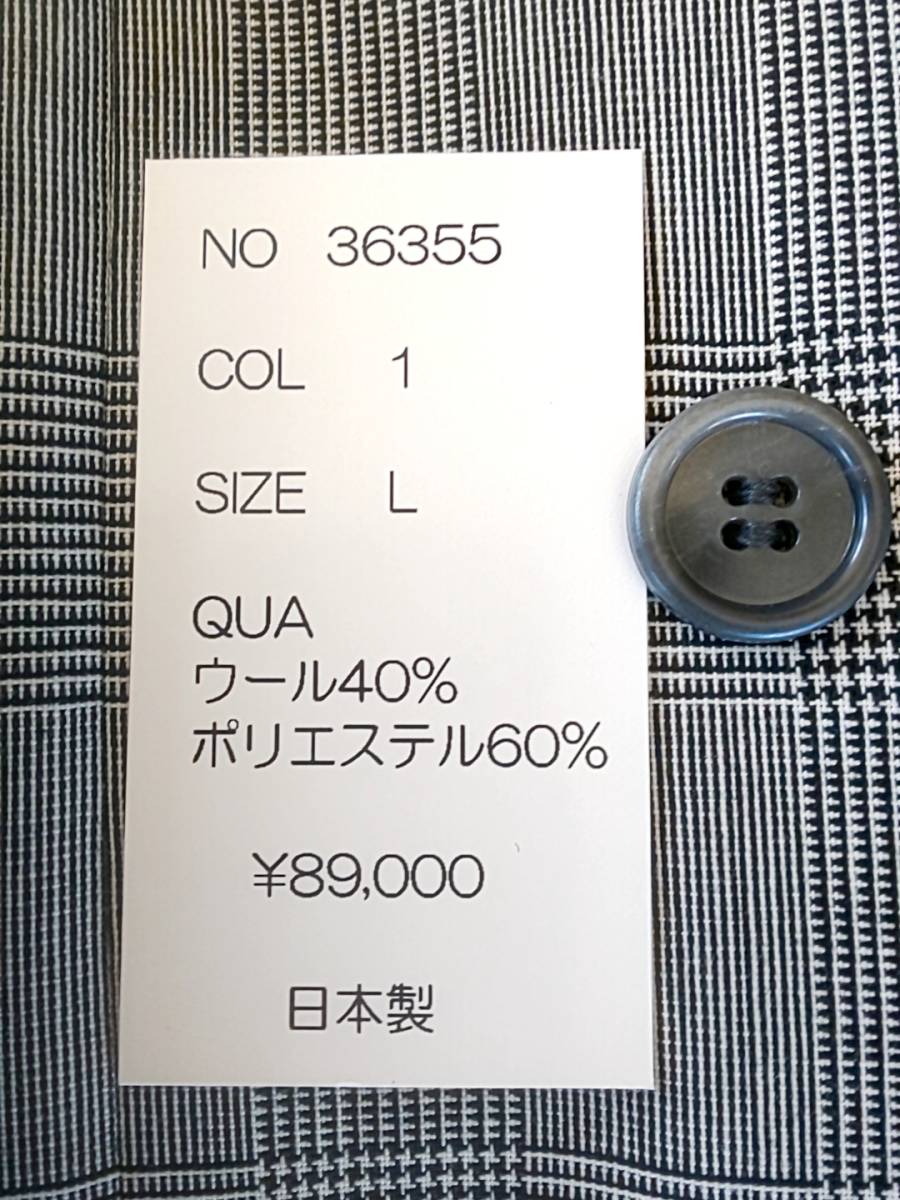 NO 36355
COL 1
SIZE L
QUA
ウール40%
ポリエステル60%
¥89,000
日本製